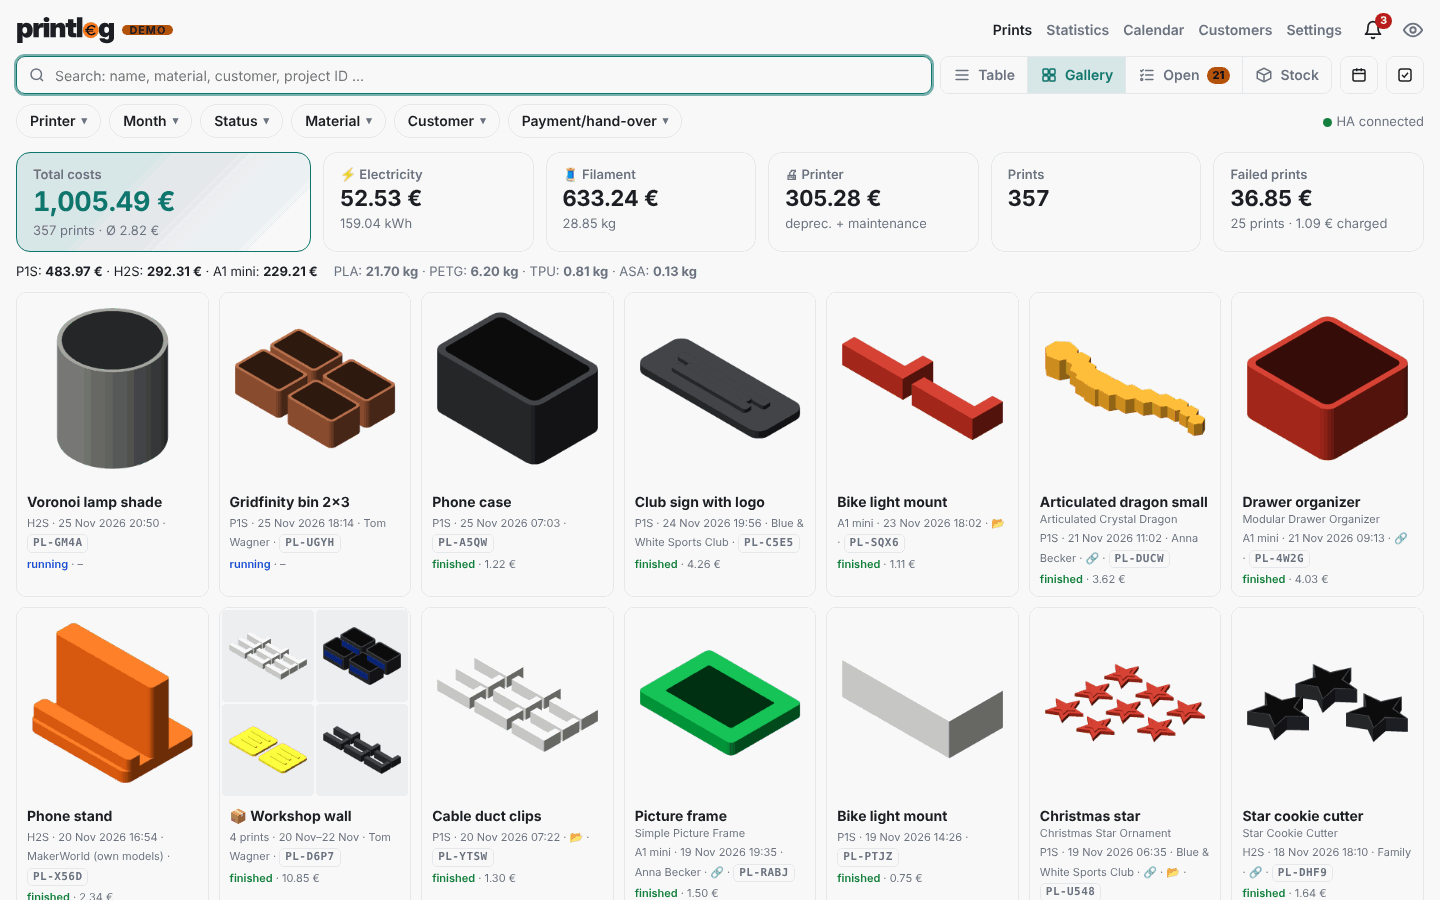 printl€g DEMO
Prints Statistics Calendar Customers Settings 3
Search: name, material, customer, project ID ...
Table Gallery Open 21 Stock
Printer ▾ Month ▾ Status ▾ Material ▾ Customer ▾ Payment/hand-over ▾
HA connected
Total costs
1,005.49 €
357 prints · Ø 2.82 €
⚡ Electricity
52.53 €
159.04 kWh
🧵 Filament
633.24 €
28.85 kg
🖨 Printer
305.28 €
deprec. + maintenance
Prints
357
Failed prints
36.85 €
25 prints · 1.09 € charged
P1S: 483.97 € · H2S: 292.31 € · A1 mini: 229.21 € PLA: 21.70 kg · PETG: 6.20 kg · TPU: 0.81 kg · ASA: 0.13 kg
Voronoi lamp shade
H2S · 25 Nov 2026 20:50 ·
PL-GM4A
running · –
Gridfinity bin 2×3
P1S · 25 Nov 2026 18:14 · Tom
Wagner · PL-UGYH
running · –
Phone case
P1S · 25 Nov 2026 07:03 ·
PL-A5QW
finished · 1.22 €
Club sign with logo
P1S · 24 Nov 2026 19:56 · Blue &
White Sports Club · PL-C5E5
finished · 4.26 €
Bike light mount
A1 mini · 23 Nov 2026 18:02 · 📂
· PL-SQX6
finished · 1.11 €
Articulated dragon small
Articulated Crystal Dragon
P1S · 21 Nov 2026 11:02 · Anna
Becker · 🔗 · PL-DUCW
finished · 3.62 €
Drawer organizer
Modular Drawer Organizer
A1 mini · 21 Nov 2026 09:13 · 🔗
· PL-4W2G
finished · 4.03 €
Phone stand
H2S · 20 Nov 2026 16:54 ·
MakerWorld (own models) ·
PL-X56D
finished · 2.34 €
📦 Workshop wall
4 prints · 20 Nov–22 Nov · Tom
Wagner · PL-D6P7
finished · 10.85 €
Cable duct clips
P1S · 20 Nov 2026 07:22 · 📂 ·
PL-YTSW
finished · 1.30 €
Picture frame
Simple Picture Frame
A1 mini · 19 Nov 2026 19:35 ·
Anna Becker · 🔗 · PL-RABJ
finished · 1.50 €
Bike light mount
P1S · 19 Nov 2026 14:26 ·
PL-PTJZ
finished · 0.75 €
Christmas star
Christmas Star Ornament
P1S · 19 Nov 2026 06:35 · Blue &
White Sports Club · 🔗 · 📂 ·
PL-U548
Star cookie cutter
Star Cookie Cutter
H2S · 18 Nov 2026 18:10 · Family
· 🔗 · PL-DHF9
finished · 1.64 €